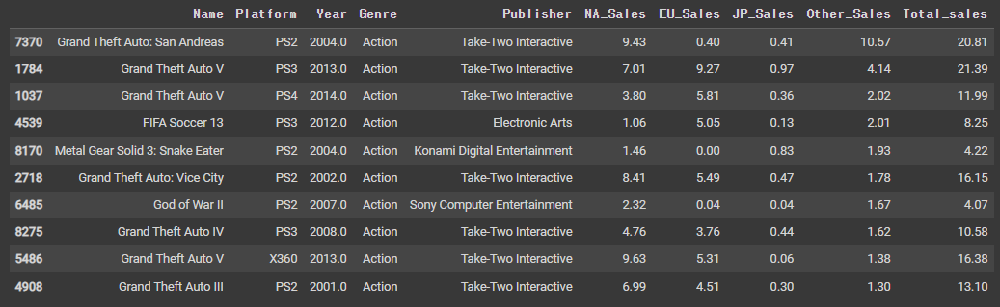 Name Platform Year Genre Publisher NA_Sales EU_Sales JP_Sales Other_Sales Total_sales
7370 Grand Theft Auto: San Andreas PS2 2004.0 Action Take-Two Interactive 9.43 0.40 0.41 10.57 20.81
1784 Grand Theft Auto V PS3 2013.0 Action Take-Two Interactive 7.01 9.27 0.97 4.14 21.39
1037 Grand Theft Auto V PS4 2014.0 Action Take-Two Interactive 3.80 5.81 0.36 2.02 11.99
4539 FIFA Soccer 13 PS3 2012.0 Action Electronic Arts 1.06 5.05 0.13 2.01 8.25
8170 Metal Gear Solid 3: Snake Eater PS2 2004.0 Action Konami Digital Entertainment 1.46 0.00 0.83 1.93 4.22
2718 Grand Theft Auto: Vice City PS2 2002.0 Action Take-Two Interactive 8.41 5.49 0.47 1.78 16.15
6485 God of War II PS2 2007.0 Action Sony Computer Entertainment 2.32 0.04 0.04 1.67 4.07
8275 Grand Theft Auto IV PS3 2008.0 Action Take-Two Interactive 4.76 3.76 0.44 1.62 10.58
5486 Grand Theft Auto V X360 2013.0 Action Take-Two Interactive 9.63 5.31 0.06 1.38 16.38
4908 Grand Theft Auto III PS2 2001.0 Action Take-Two Interactive 6.99 4.51 0.30 1.30 13.10